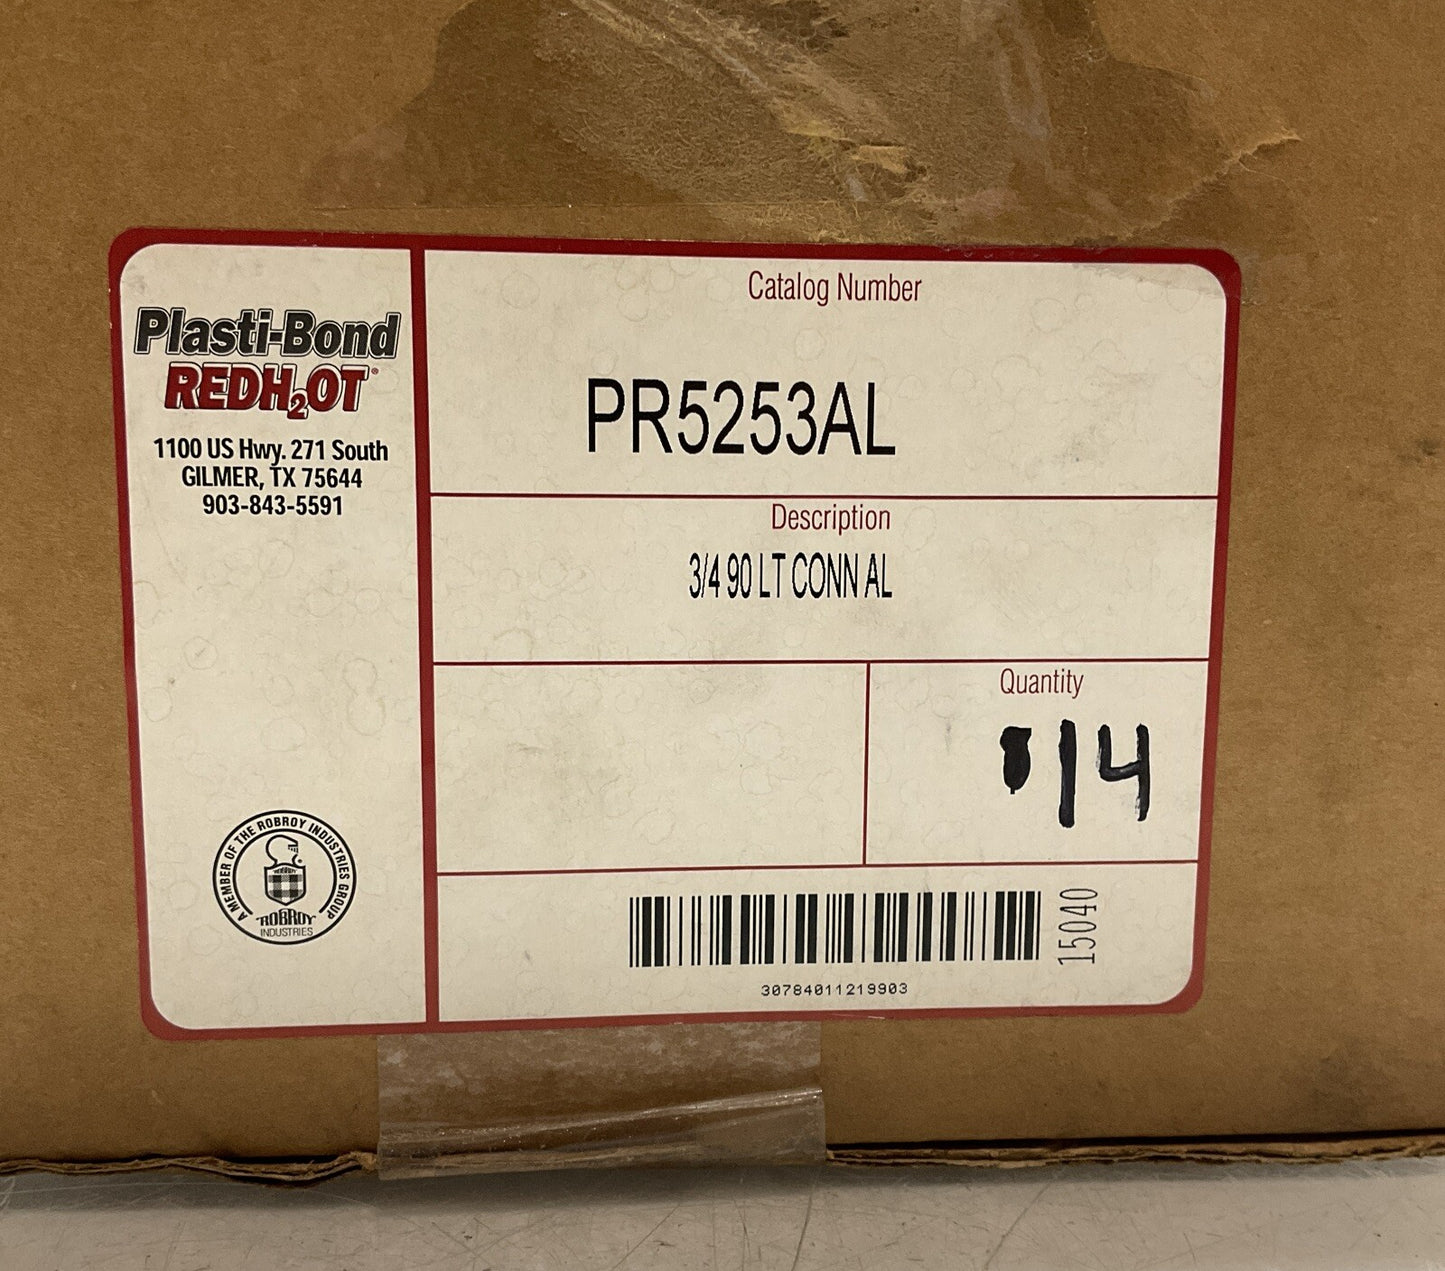 Plasti-Bond
REDH₂OT®
1100 US Hwy. 271 South
GILMER, TX 75644
903-843-5591
A MEMBER OF THE ROBROY INDUSTRIES GROUP
ROBROY
ROBROY
INDUSTRIES
Catalog Number
PR5253AL
Description
3/4 90 LT CONN AL
Quantity
14
15040
30784011219903